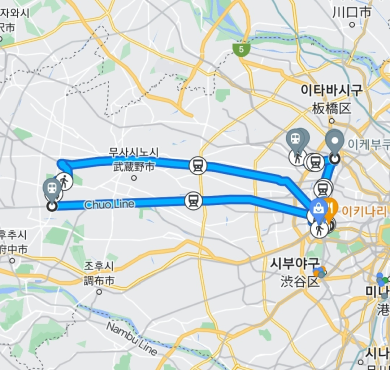 자와시
川口市
5
이타바시구
板橋区
이케부쿠
무사시노시
武蔵野市
Chuo Line
이키나리
후추시
府中市
조후시
調布市
시부야구
渋谷区
미나
港
Nambu Line
시나